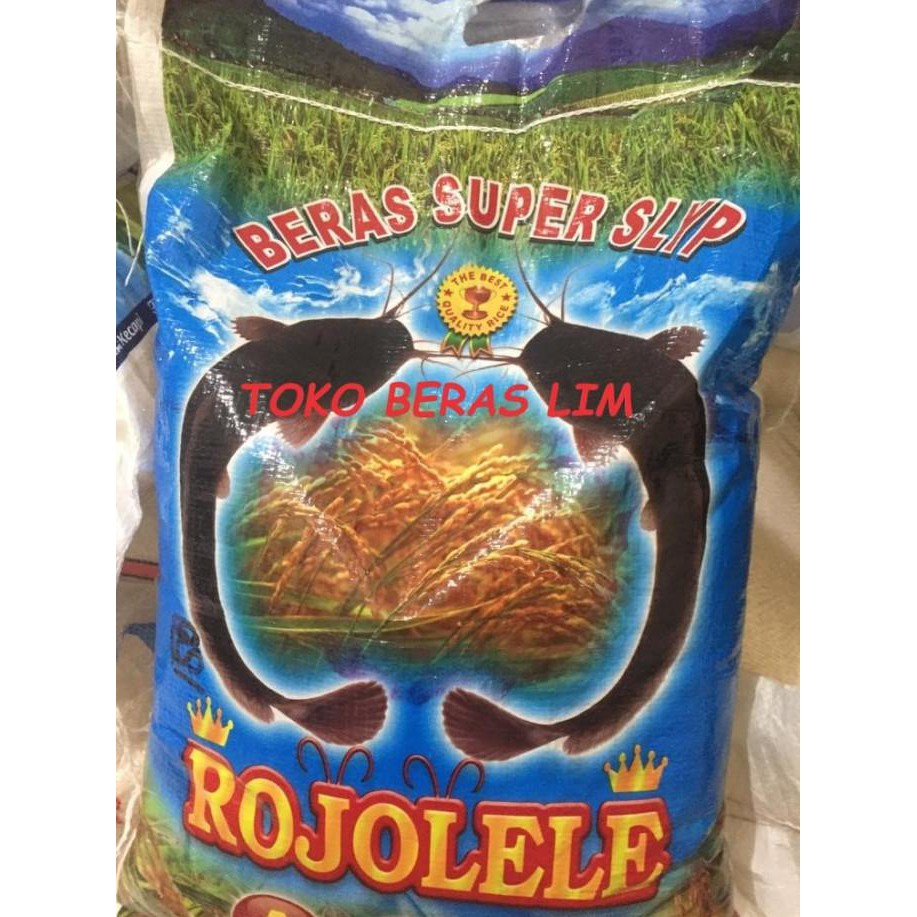 BERAS SUPER SLYP
THE BEST
QUALITY RICE
TOKO BERAS LIM
ROJOLELE